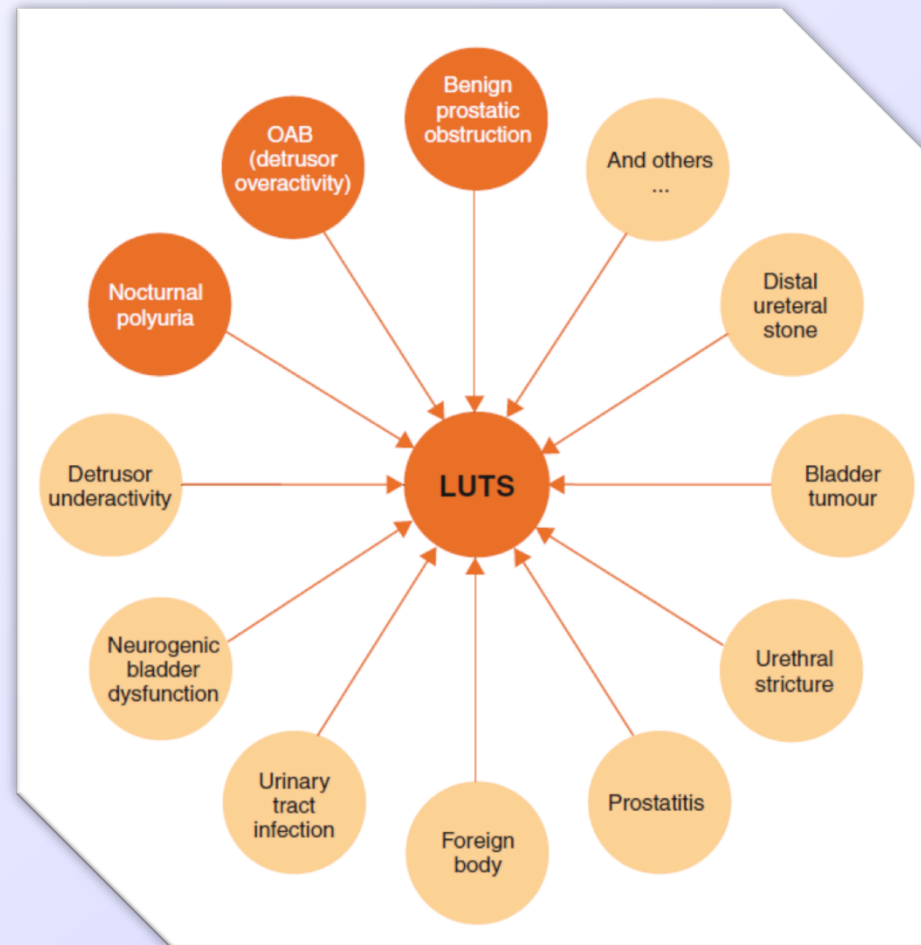 Benign
prostatic
obstruction
And others
...
Distal
ureteral
stone
Bladder
tumour
Urethral
stricture
Prostatitis
Foreign
body
Urinary
tract
infection
Neurogenic
bladder
dysfunction
Detrusor
underactivity
Nocturnal
polyuria
OAB
(detrusor
overactivity)
LUTS